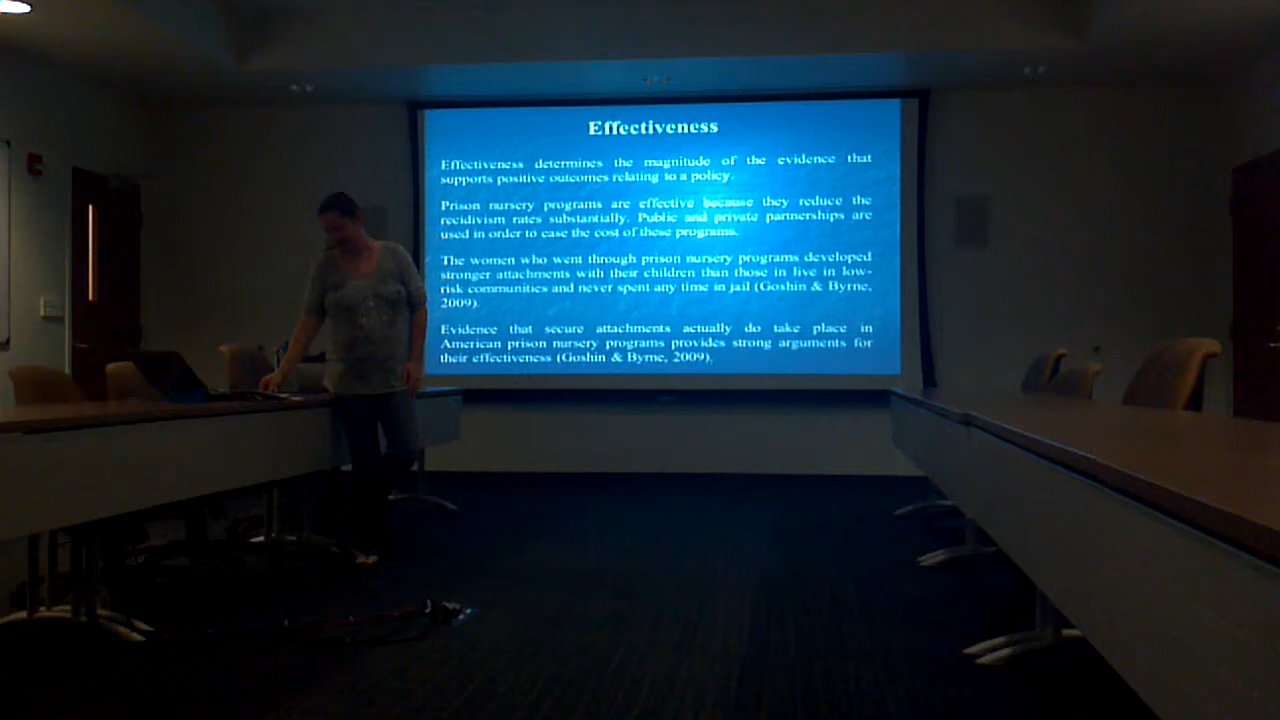 Effectiveness
Effectiveness determines the magnitude of the evidence that
supports positive outcomes relating to a policy.
Prison nursery programs are effective because they reduce the
recidivism rates substantially. Public and private partnerships are
used in order to ease the cost of these programs.
The women who went through prison nursery programs developed
stronger attachments with their children than those in live in low-
risk communities and never spent any time in jail (Goshin & Byrne,
2009).
Evidence that secure attachments actually do take place in
American prison nursery programs provides strong arguments for
their effectiveness (Goshin & Byrne, 2009).